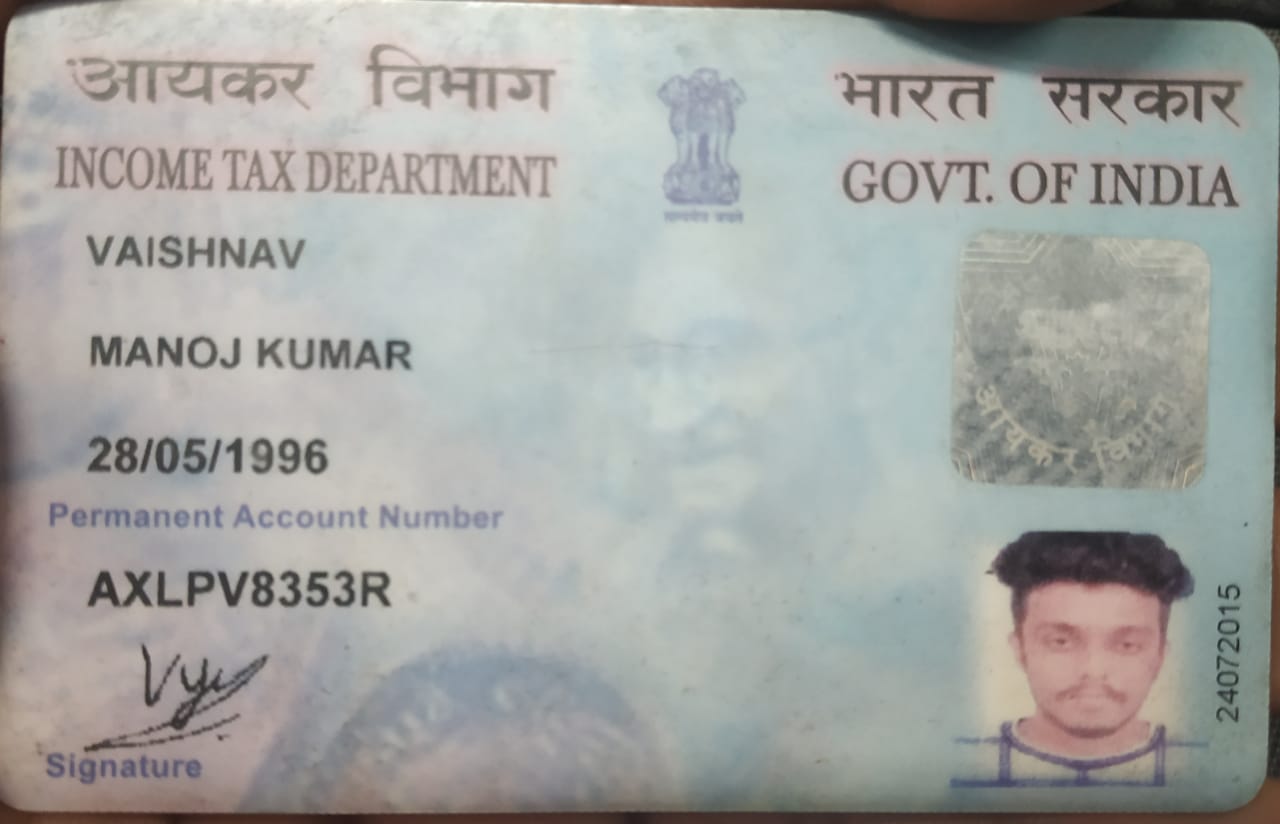 आयकर विभाग
INCOME TAX DEPARTMENT
भारत सरकार
GOVT. OF INDIA
सत्यमेव जयते
VAISHNAV
MANOJ KUMAR
28/05/1996
Permanent Account Number
AXLPV8353R
Signature
आयकर विभाग
24072015